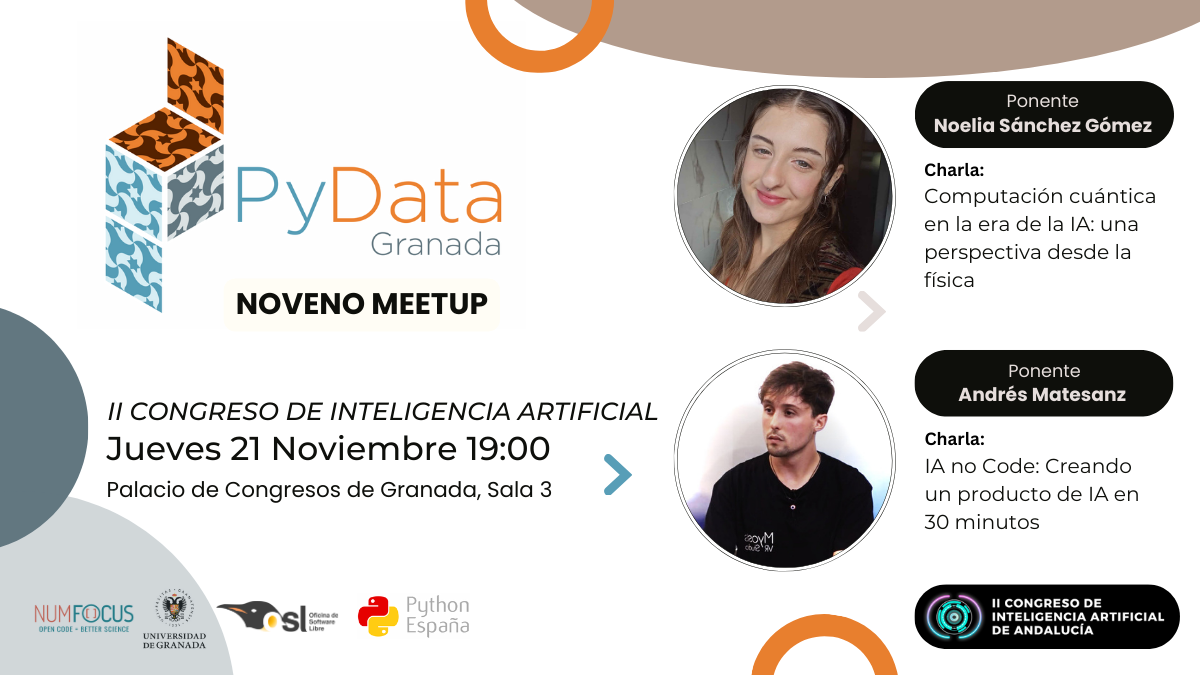 PyData
Granada
NOVENO MEETUP
II CONGRESO DE INTELIGENCIA ARTIFICIAL
Jueves 21 Noviembre 19:00
Palacio de Congresos de Granada, Sala 3
Ponente
Noelia Sánchez Gómez
Charla:
Computación cuántica
en la era de la IA: una
perspectiva desde la
física
Ponente
Andrés Matesanz
Charla:
IA no Code: Creando
un producto de IA en
30 minutos
Myoss
VR Studio
NUMFOCUS
OPEN CODE = BETTER SCIENCE
UNIVERSIDAD
DE GRANADA
osl
Oficina de
Software
Libre
Python
España
II CONGRESO DE
INTELIGENCIA ARTIFICIAL
DE ANDALUCÍA